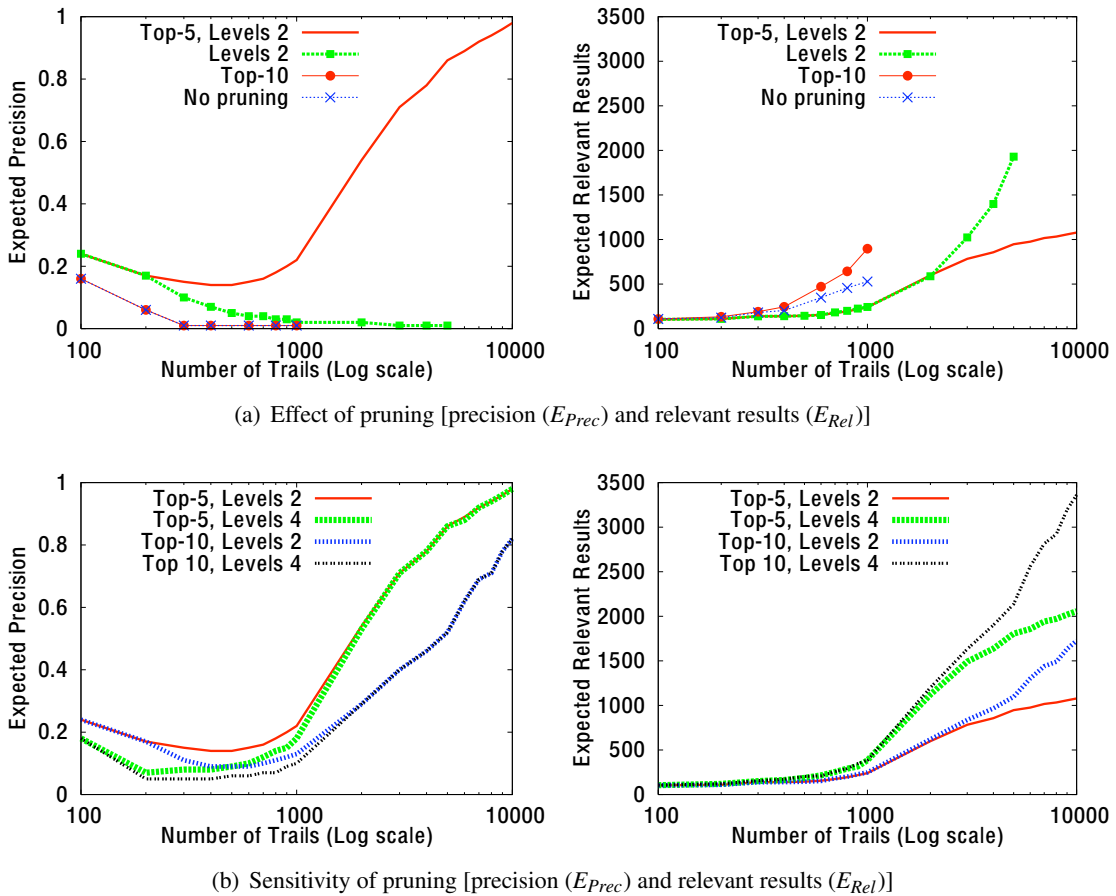 Top-5, Levels 2
Levels 2
Top-10
No pruning
Expected Precision
1
0.8
0.6
0.4
0.2
0
100
1000
10000
Number of Trails (Log scale)
Top-5, Levels 2
Levels 2
Top-10
No pruning
Expected Relevant Results
3500
3000
2500
2000
1500
1000
500
0
100
1000
10000
Number of Trails (Log scale)
(a) Effect of pruning [precision (E_Prec) and relevant results (E_Rel)]
Top-5, Levels 2
Top-5, Levels 4
Top-10, Levels 2
Top 10, Levels 4
Expected Precision
1
0.8
0.6
0.4
0.2
0
100
1000
10000
Number of Trails (Log scale)
Top-5, Levels 2
Top-5, Levels 4
Top-10, Levels 2
Top 10, Levels 4
Expected Relevant Results
3500
3000
2500
2000
1500
1000
500
0
100
1000
10000
Number of Trails (Log scale)
(b) Sensitivity of pruning [precision (E_Prec) and relevant results (E_Rel)]